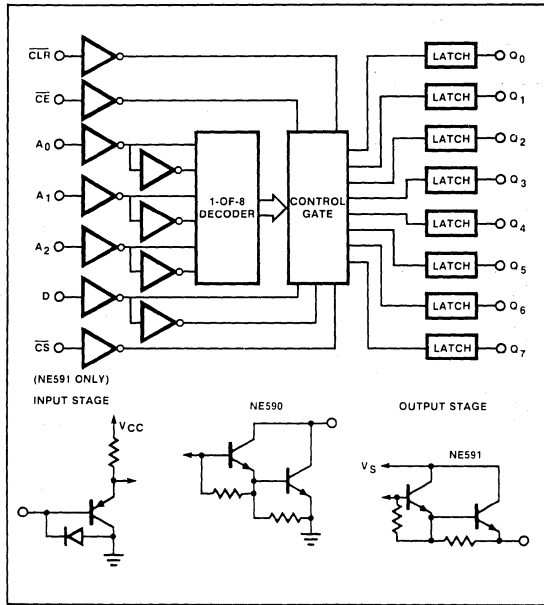 CLR
CE
A0
A1
A2
D
CS
(NE591 ONLY)
1-OF-8
DECODER
CONTROL
GATE
LATCH Q0
LATCH Q1
LATCH Q2
LATCH Q3
LATCH Q4
LATCH Q5
LATCH Q6
LATCH Q7
INPUT STAGE
VCC
NE590
OUTPUT STAGE
NE591
VS